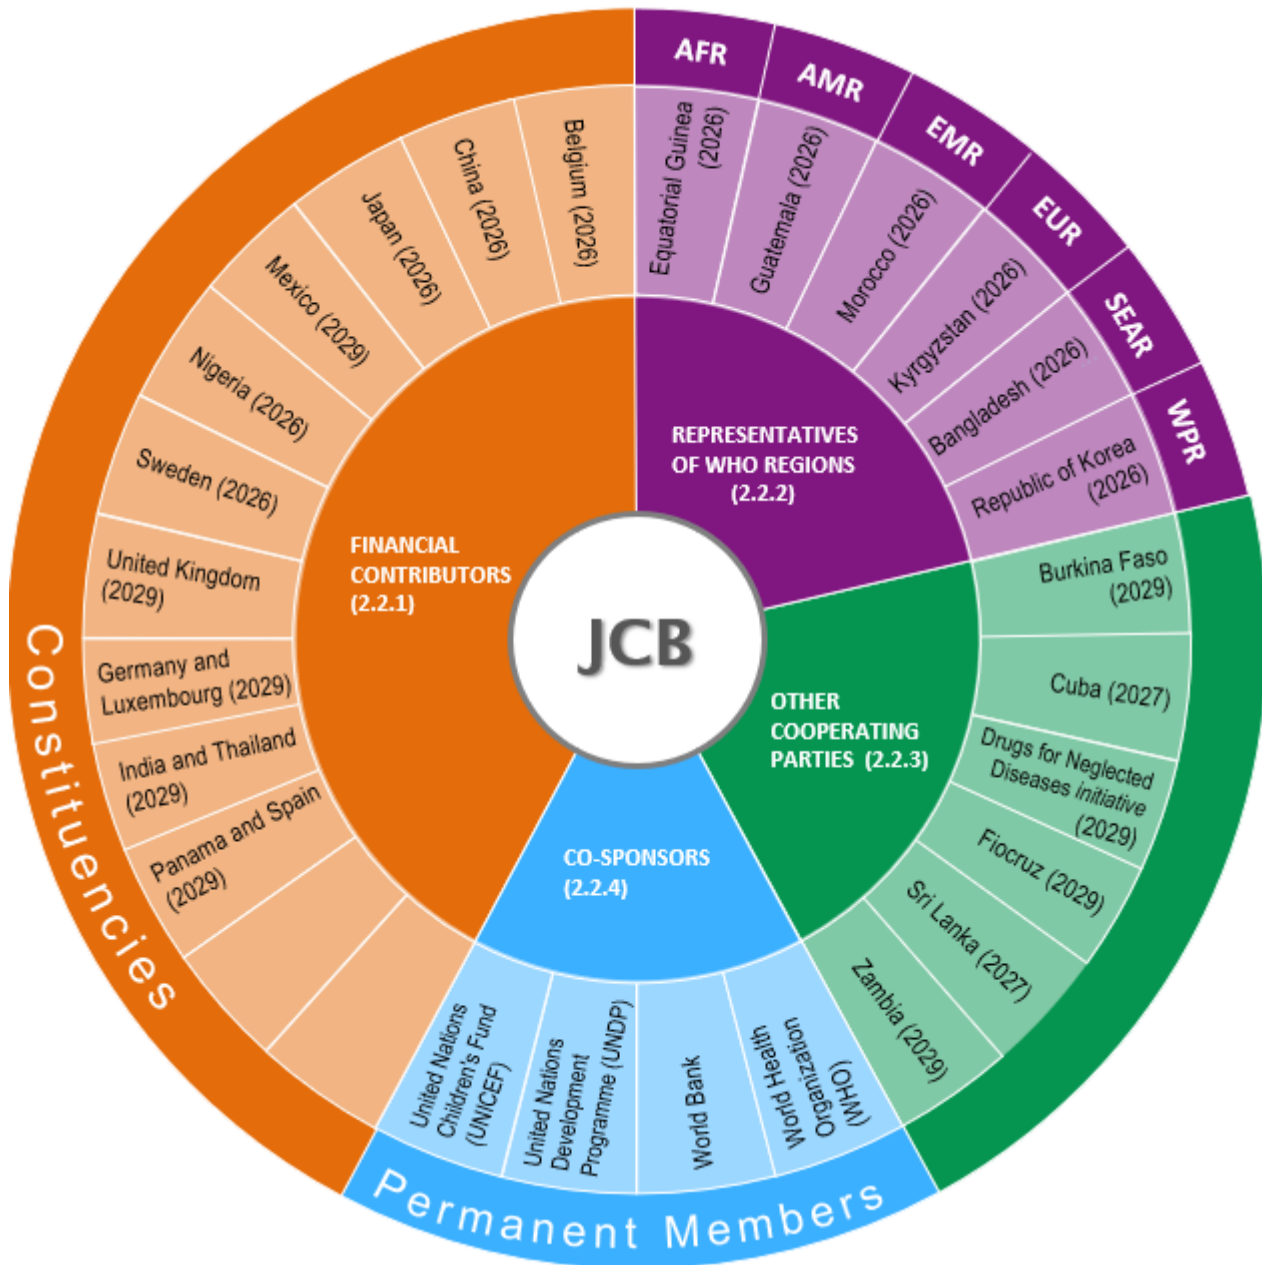 AFR
AMR
EMR
EUR
SEAR
WPR
Equatorial Guinea
(2026)
Guatemala (2026)
Morocco (2026)
Kyrgyzstan (2026)
Bangladesh (2026)
Republic of Korea
(2026)
REPRESENTATIVES
OF WHO REGIONS
(2.2.2)
Burkina Faso
(2029)
Cuba (2027)
Drugs for Neglected
Diseases initiative
(2029)
Fiocruz (2029)
Sri Lanka (2027)
Zambia (2029)
OTHER
COOPERATING
PARTIES (2.2.3)
World Health
Organization
(WHO)
World Bank
United Nations
Development
Programme (UNDP)
United Nations
Children's Fund
(UNICEF)
CO-SPONSORS
(2.2.4)
Permanent Members
Panama and Spain
(2029)
India and Thailand
(2029)
Germany and
Luxembourg (2029)
United Kingdom
(2029)
Sweden (2026)
Nigeria (2026)
Mexico (2029)
Japan (2026)
China (2026)
Belgium (2026)
FINANCIAL
CONTRIBUTORS
(2.2.1)
Constituencies
JCB